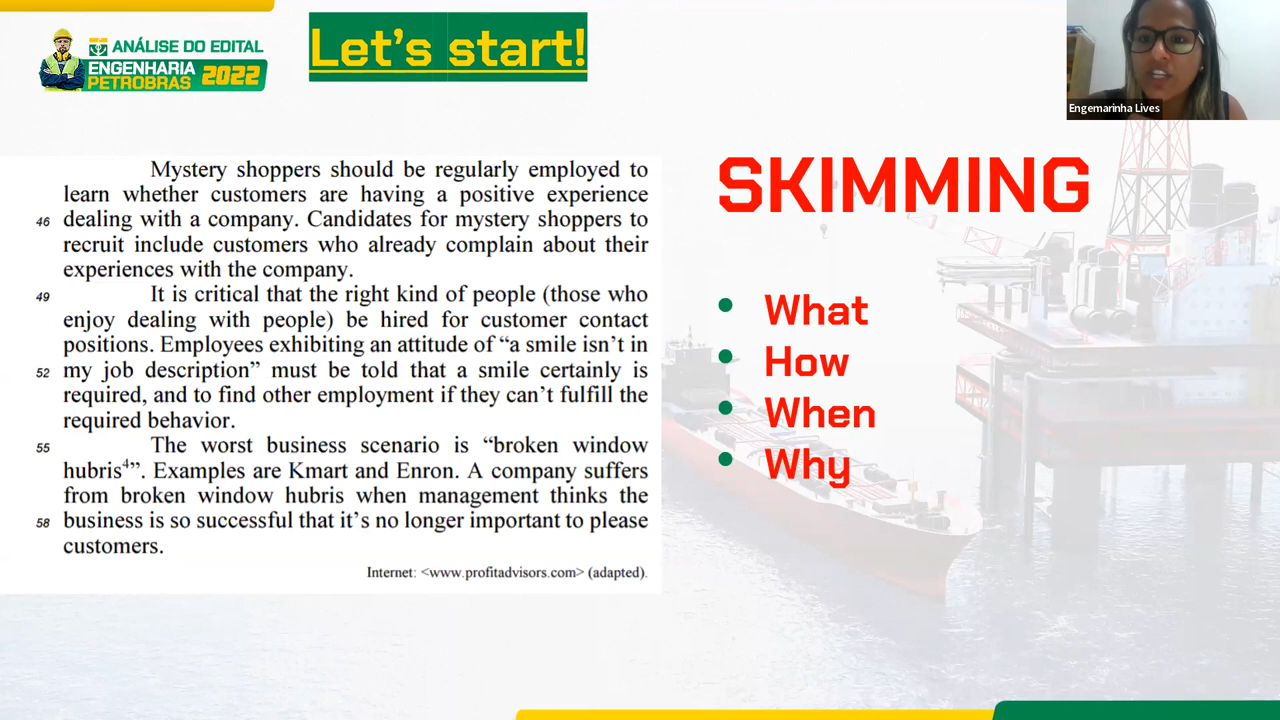 ANÁLISE DO EDITAL
ENGENHARIA
PETROBRAS 2022
Let's start!
Engemarinha Lives
Mystery shoppers should be regularly employed to
learn whether customers are having a positive experience
46 dealing with a company. Candidates for mystery shoppers to
recruit include customers who already complain about their
experiences with the company.
49 It is critical that the right kind of people (those who
enjoy dealing with people) be hired for customer contact
positions. Employees exhibiting an attitude of “a smile isn’t in
52 my job description” must be told that a smile certainly is
required, and to find other employment if they can’t fulfill the
required behavior.
55 The worst business scenario is “broken window
hubris⁴”. Examples are Kmart and Enron. A company suffers
from broken window hubris when management thinks the
58 business is so successful that it’s no longer important to please
customers.
Internet: <www.profitadvisors.com> (adapted).
SKIMMING
• What
• How
• When
• Why